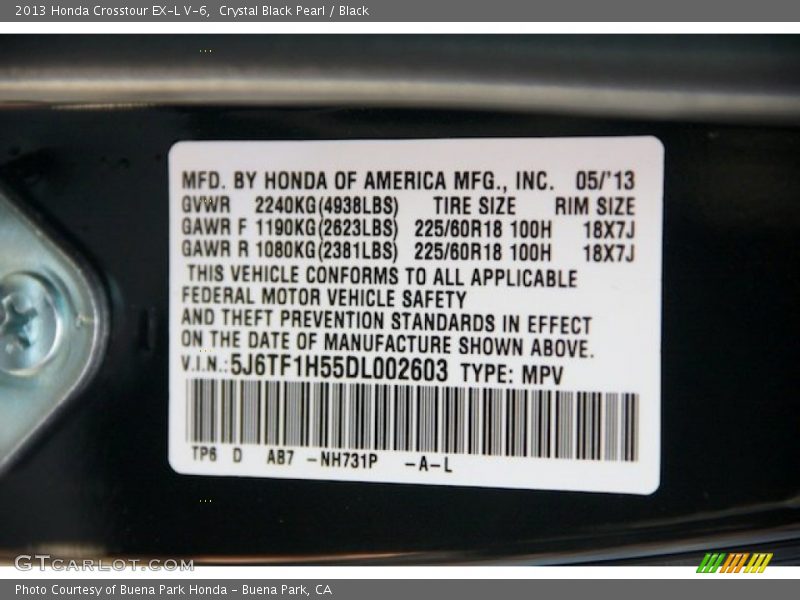 2013 Honda Crosstour EX-L V-6,  Crystal Black Pearl / Black
MFD. BY HONDA OF AMERICA MFG., INC. 05/'13
GVWR 2240KG(4938LBS) TIRE SIZE RIM SIZE
GAWR F 1190KG(2623LBS) 225/60R18 100H 18X7J
GAWR R 1080KG(2381LBS) 225/60R18 100H 18X7J
THIS VEHICLE CONFORMS TO ALL APPLICABLE
FEDERAL MOTOR VEHICLE SAFETY
AND THEFT PREVENTION STANDARDS IN EFFECT
ON THE DATE OF MANUFACTURE SHOWN ABOVE.
V.I.N.:5J6TF1H55DL002603 TYPE: MPV
TP6 D AB7 -NH731P -A-L
GTCarLot.com
Photo Courtesy of Buena Park Honda - Buena Park, CA